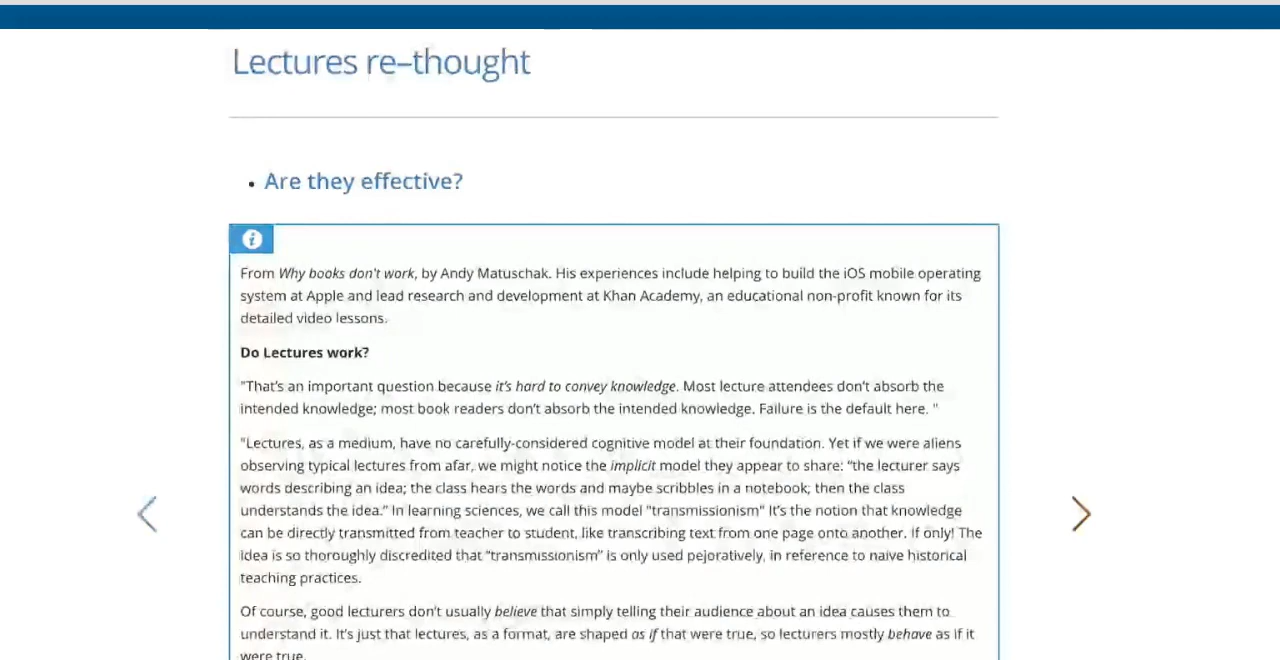 Lectures re–thought
• Are they effective?
From Why books don't work, by Andy Matuschak. His experiences include helping to build the iOS mobile operating
system at Apple and lead research and development at Khan Academy, an educational non-profit known for its
detailed video lessons.
Do Lectures work?
"That's an important question because it's hard to convey knowledge. Most lecture attendees don't absorb the
intended knowledge; most book readers don't absorb the intended knowledge. Failure is the default here. "
"Lectures, as a medium, have no carefully-considered cognitive model at their foundation. Yet if we were aliens
observing typical lectures from afar, we might notice the implicit model they appear to share: "the lecturer says
words describing an idea; the class hears the words and maybe scribbles in a notebook; then the class
understands the idea." In learning sciences, we call this model "transmissionism" It's the notion that knowledge
can be directly transmitted from teacher to student, like transcribing text from one page onto another. If only! The
idea is so thoroughly discredited that "transmissionism" is only used pejoratively, in reference to naive historical
teaching practices.
Of course, good lecturers don't usually believe that simply telling their audience about an idea causes them to
understand it. It's just that lectures, as a format, are shaped as if that were true, so lecturers mostly behave as if it
were true.